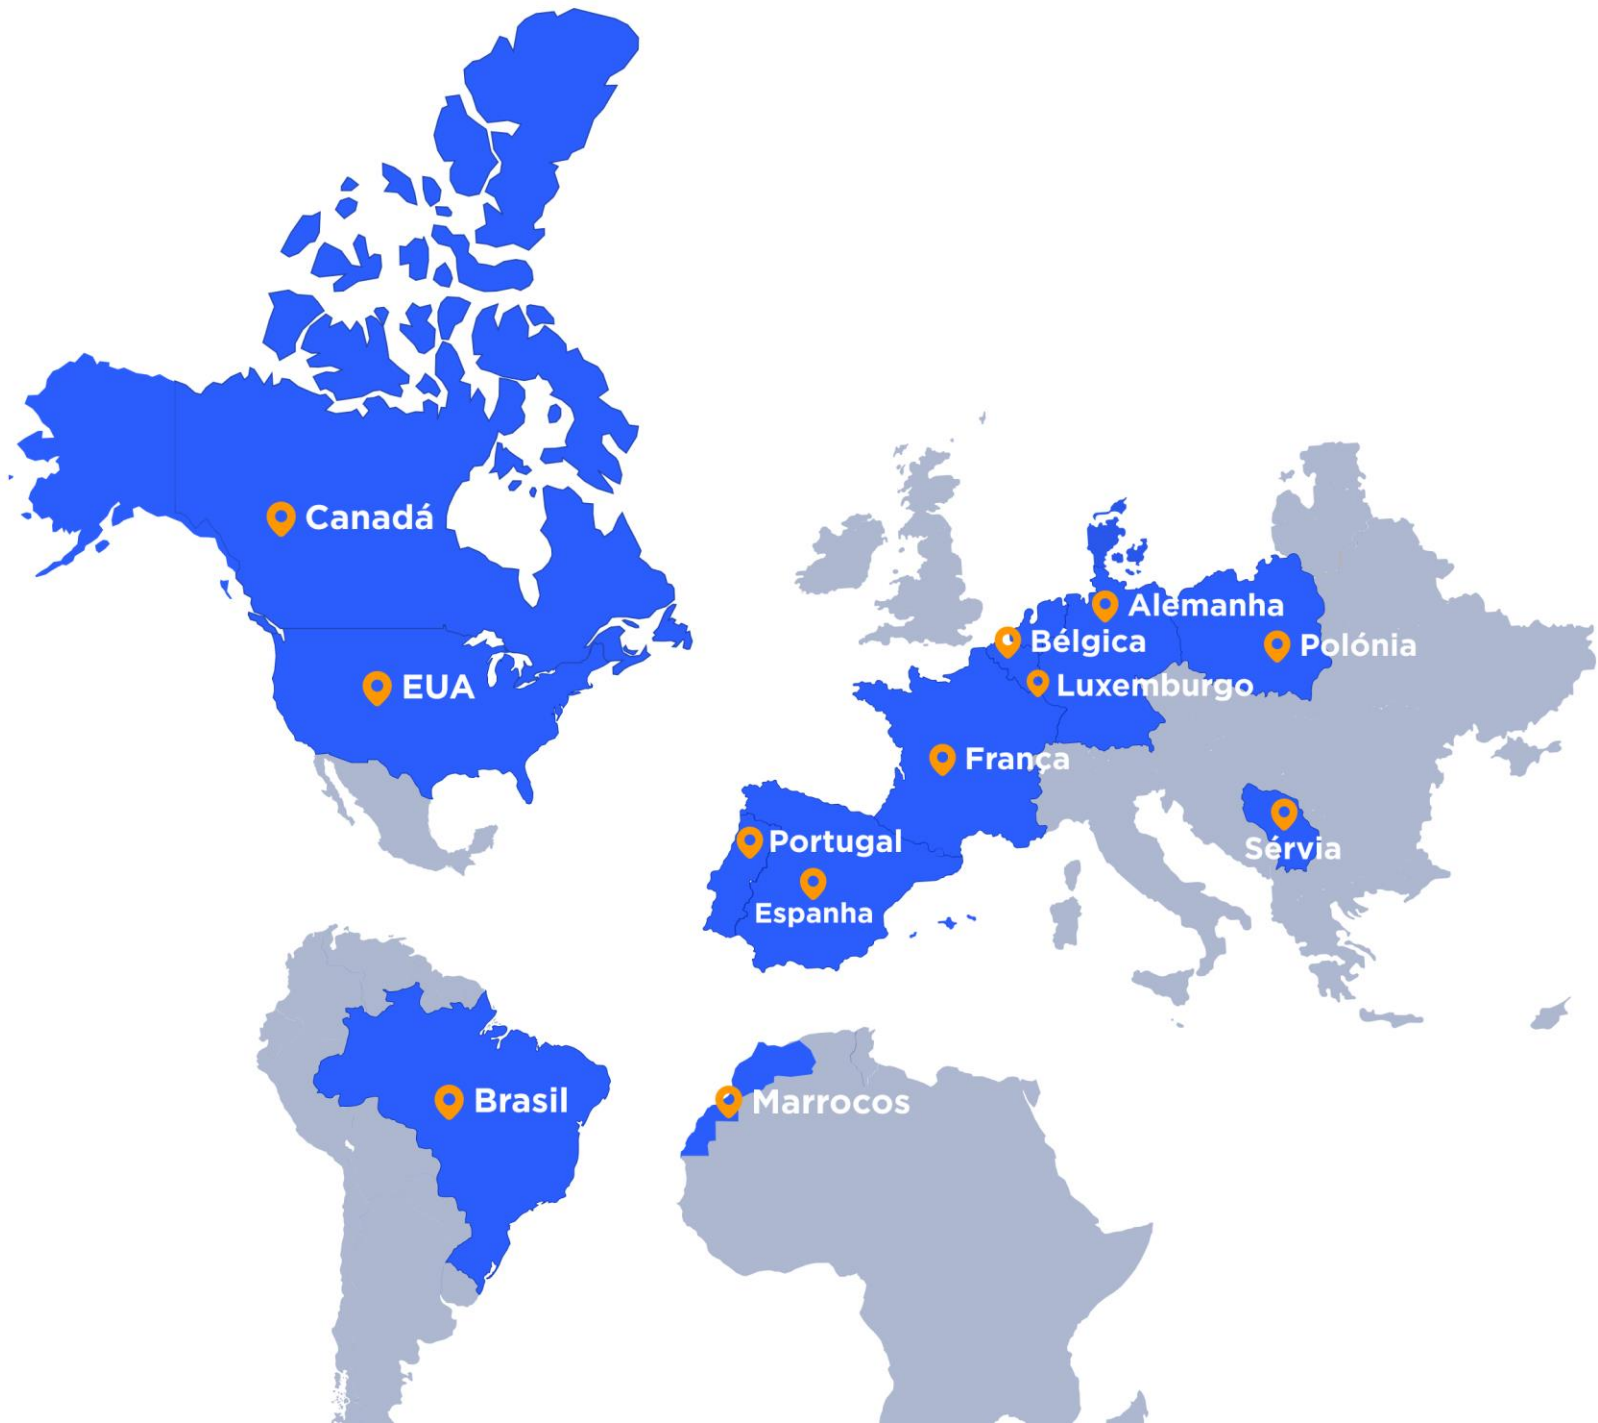 Canadá
EUA
Alemanha
Bélgica
Polónia
Luxemburgo
França
Portugal
Sérvia
Espanha
Brasil
Marrocos